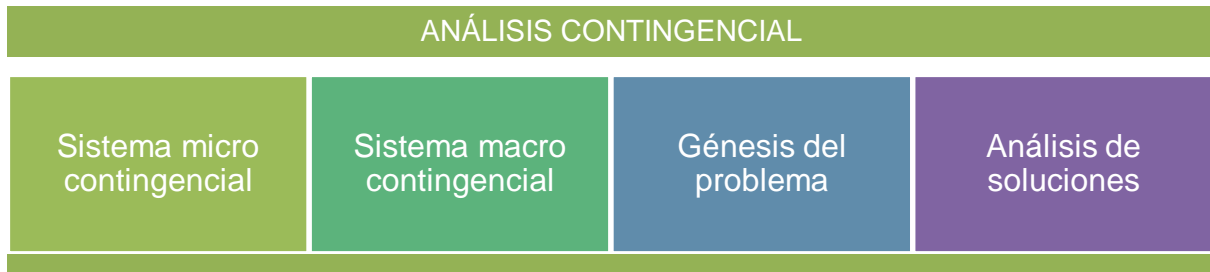 ANÁLISIS CONTINGENCIAL
Sistema micro
contingencial
Sistema macro
contingencial
Génesis del
problema
Análisis de
soluciones